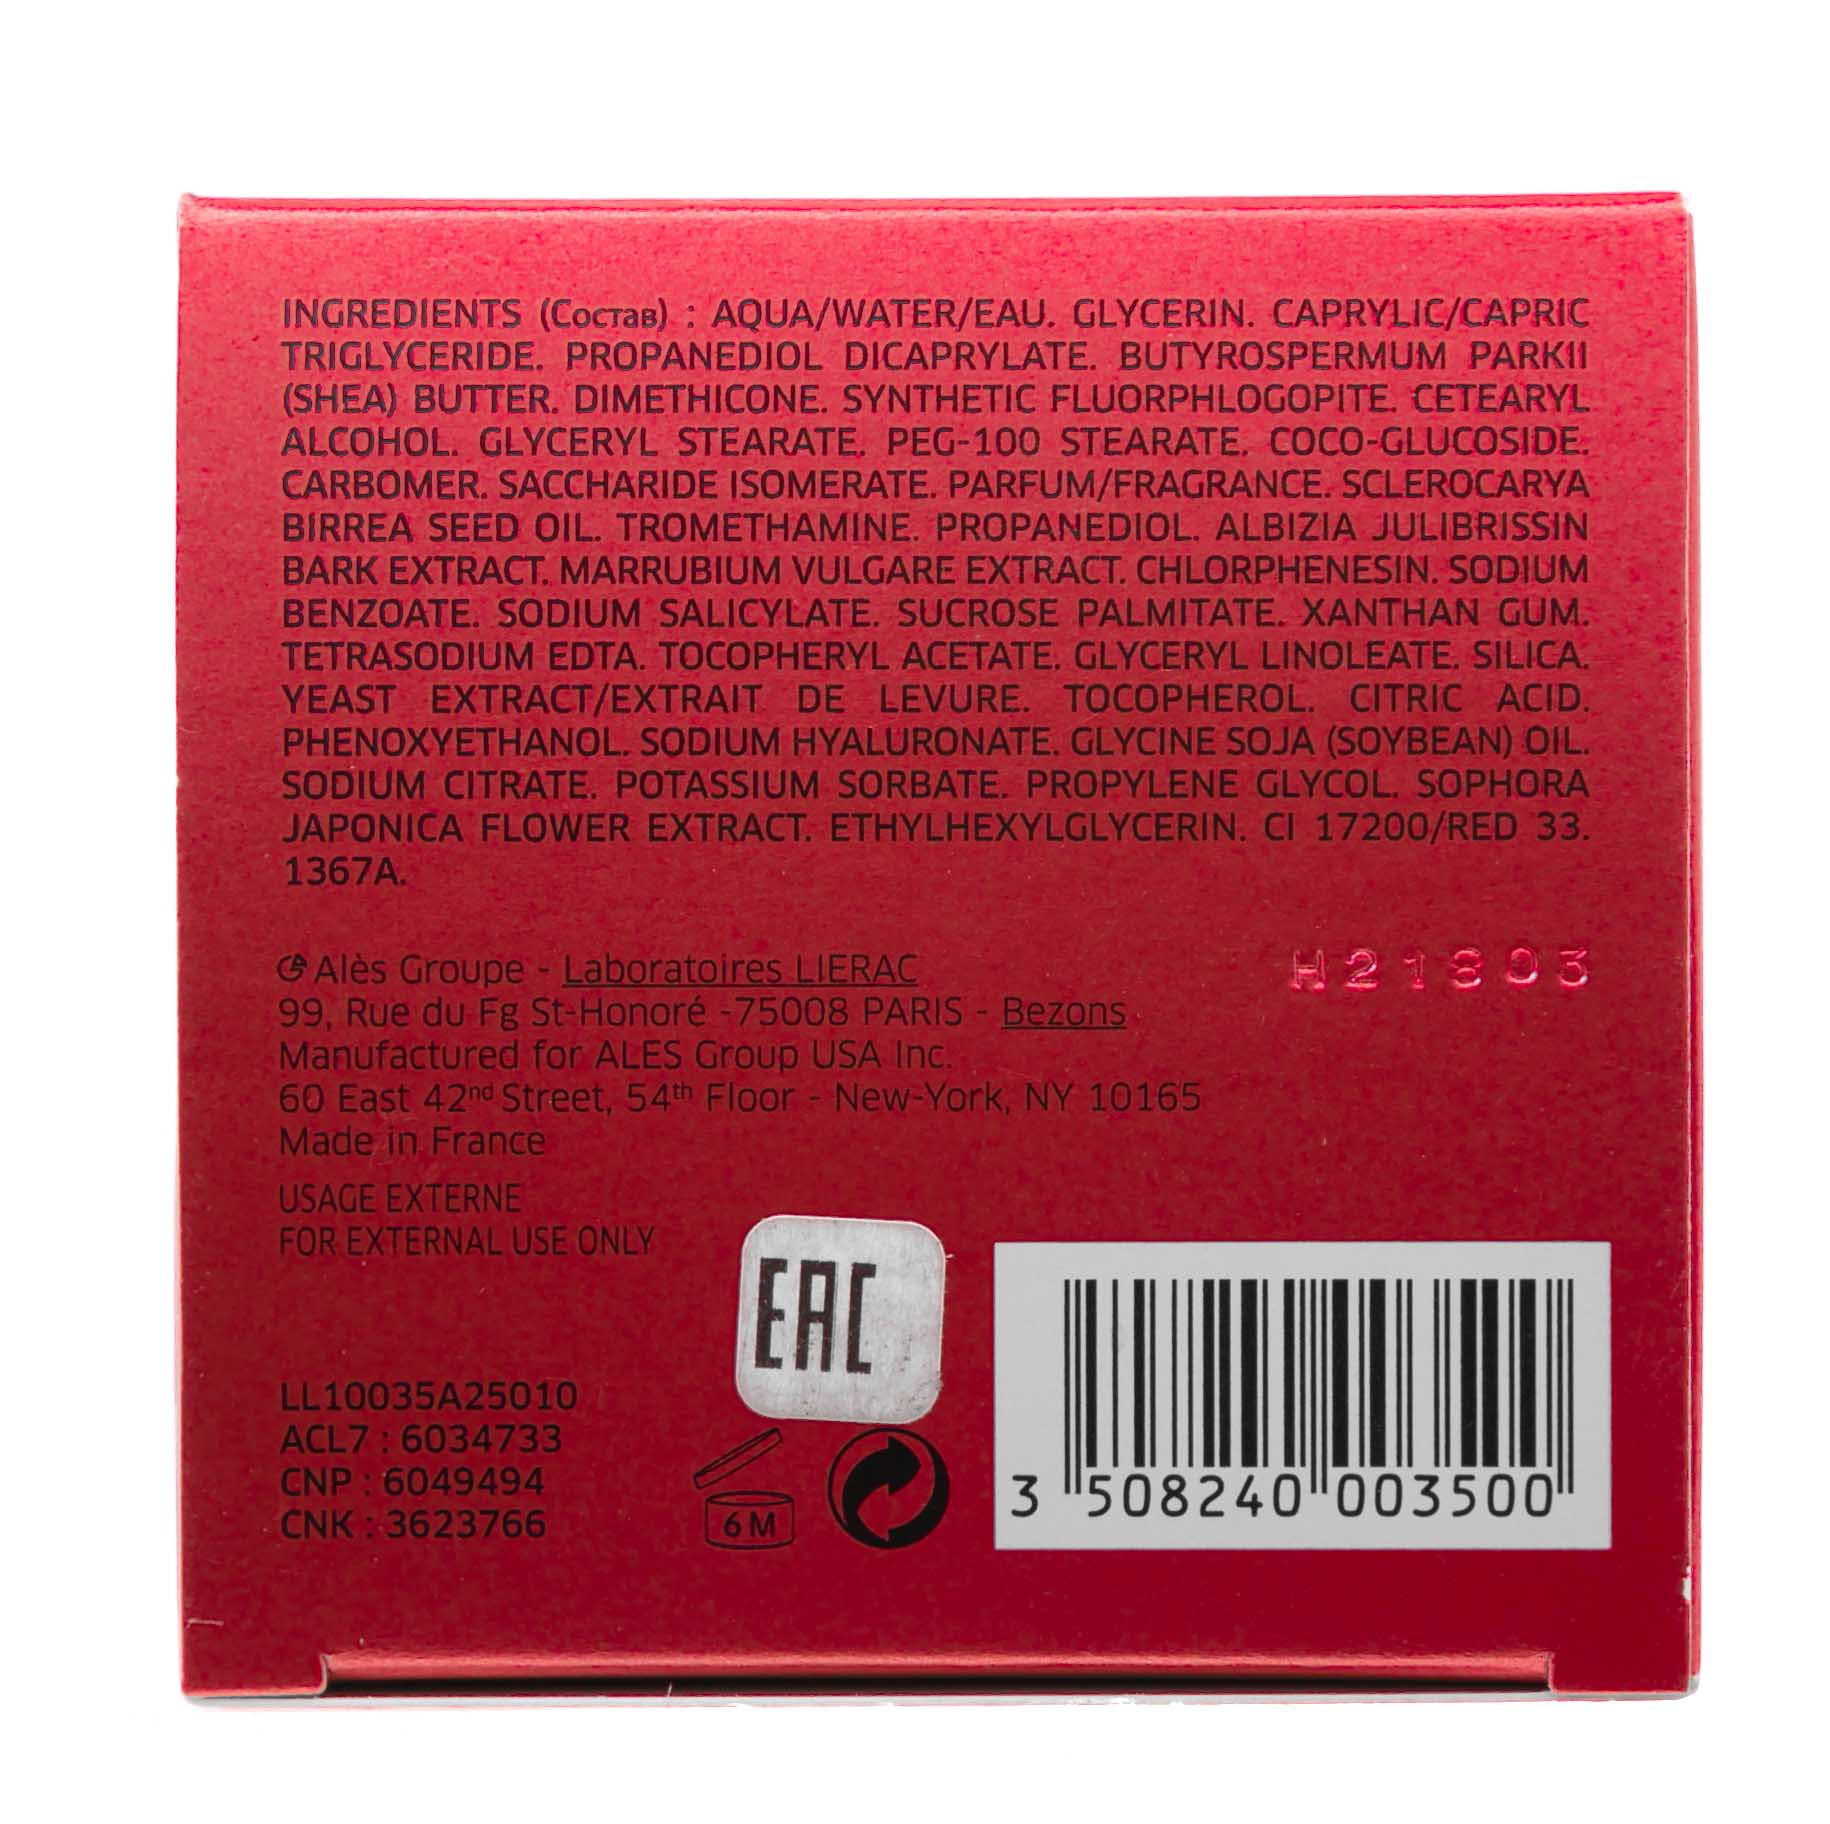 INGREDIENTS (Состав) : AQUA/WATER/EAU. GLYCERIN. CAPRYLIC/CAPRIC
TRIGLYCERIDE. PROPANEDIOL DICAPRYLATE. BUTYROSPERMUM PARKII
(SHEA) BUTTER. DIMETHICONE. SYNTHETIC FLUORPHLOGOPITE. CETEARYL
ALCOHOL. GLYCERYL STEARATE. PEG-100 STEARATE. COCO-GLUCOSIDE.
CARBOMER. SACCHARIDE ISOMERATE. PARFUM/FRAGRANCE. SCLEROCARYA
BIRREA SEED OIL. TROMETHAMINE. PROPANEDIOL. ALBIZIA JULIBRISSIN
BARK EXTRACT. MARRUBIUM VULGARE EXTRACT. CHLORPHENESIN. SODIUM
BENZOATE. SODIUM SALICYLATE. SUCROSE PALMITATE. XANTHAN GUM.
TETRASODIUM EDTA. TOCOPHERYL ACETATE. GLYCERYL LINOLEATE. SILICA.
YEAST EXTRACT/EXTRAIT DE LEVURE. TOCOPHEROL. CITRIC ACID.
PHENOXYETHANOL. SODIUM HYALURONATE. GLYCINE SOJA (SOYBEAN) OIL.
SODIUM CITRATE. POTASSIUM SORBATE. PROPYLENE GLYCOL. SOPHORA
JAPONICA FLOWER EXTRACT. ETHYLHEXYLGLYCERIN. CI 17200/RED 33.
1367A.
Alès Groupe - Laboratoires LIERAC
H21803
99, Rue du Fg St-Honoré -75008 PARIS - Bezons
Manufactured for ALES Group USA Inc.
60 East 42nd Street, 54th Floor - New-York, NY 10165
Made in France
USAGE EXTERNE
FOR EXTERNAL USE ONLY
EAC
LL10035A25010
ACL7 : 6034733
CNP : 6049494
CNK : 3623766
6 M
3 508240 003500